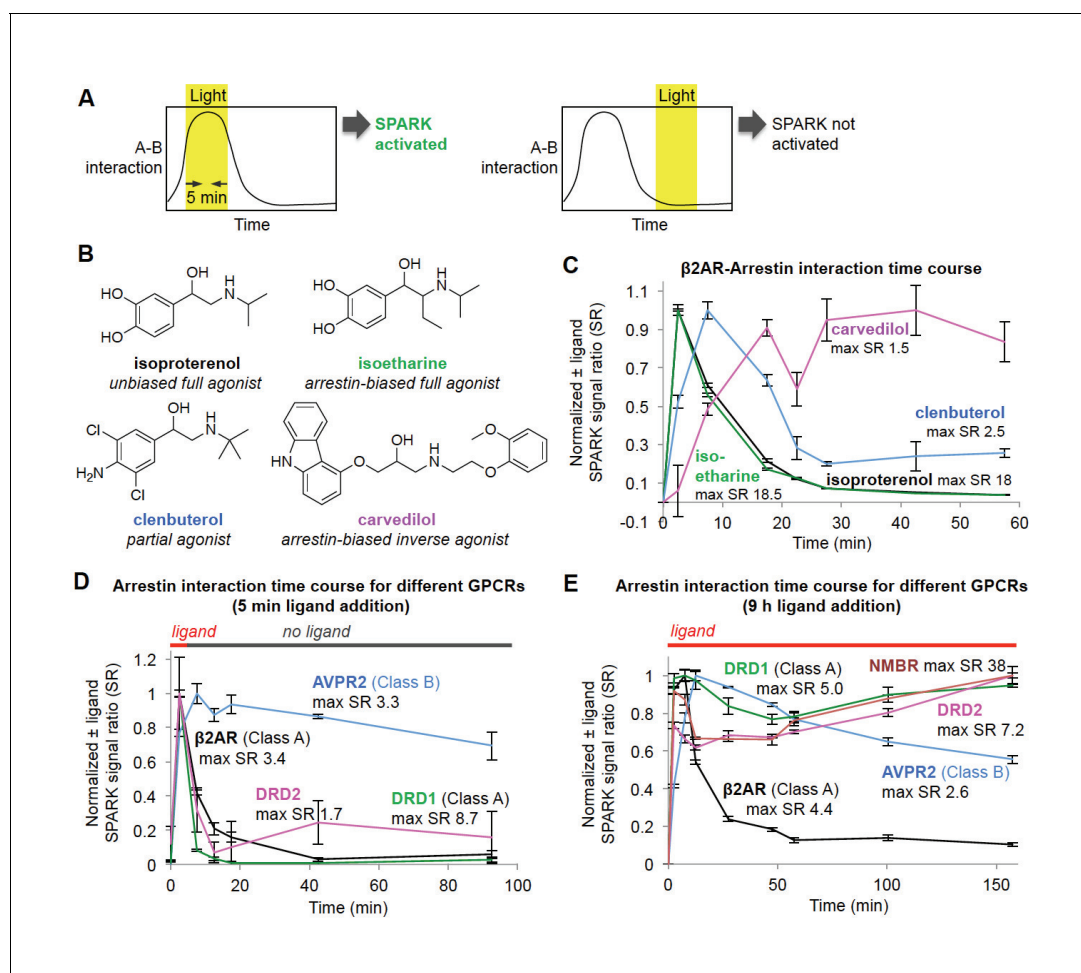 A
Light
A-B
interaction
5 min
Time
SPARK
activated
Light
A-B
interaction
Time
SPARK not
activated
B
OH
HO
HO
H
N
isoproterenol
unbiased full agonist
OH
H
N
HO
HO
isoetharine
arrestin-biased full agonist
OH
H
N
Cl
H2N
Cl
clenbuterol
partial agonist
HN
O
OH
N
H
O
O
carvedilol
arrestin-biased inverse agonist
C
β2AR-Arrestin interaction time course
Normalized ± ligand
SPARK signal ratio (SR)
1.1
0.9
0.7
0.5
0.3
0.1
-0.1
carvedilol
max SR 1.5
clenbuterol
max SR 2.5
iso-
etharine
max SR 18.5
isoproterenol max SR 18
0 10 20 30 40 50 60
Time (min)
D
Arrestin interaction time course for different GPCRs
(5 min ligand addition)
ligand no ligand
Normalized ± ligand
SPARK signal ratio (SR)
1.2
1
0.8
0.6
0.4
0.2
0
AVPR2 (Class B)
max SR 3.3
β2AR (Class A)
max SR 3.4
DRD2
max SR 1.7
DRD1 (Class A)
max SR 8.7
0 20 40 60 80 100
Time (min)
E
Arrestin interaction time course for different GPCRs
(9 h ligand addition)
ligand
Normalized ± ligand
SPARK signal ratio (SR)
1
0.8
0.6
0.4
0.2
0
DRD1 (Class A)
max SR 5.0
NMBR max SR 38
DRD2
max SR 7.2
AVPR2 (Class B)
max SR 2.6
β2AR (Class A)
max SR 4.4
0 50 100 150
Time (min)